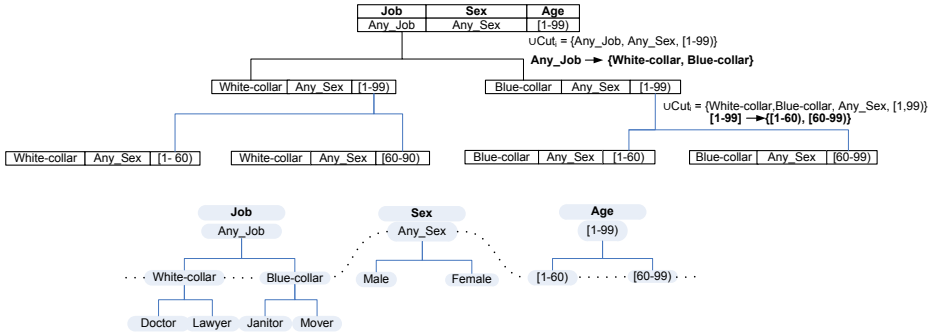 Job Sex Age
Any_Job Any_Sex [1-99)
∪Cutᵢ = {Any_Job, Any_Sex, [1-99)}
Any_Job → {White-collar, Blue-collar}
White-collar Any_Sex [1-99) Blue-collar Any_Sex [1-99)
∪Cutᵢ = {White-collar,Blue-collar, Any_Sex, [1,99)}
[1-99] →{[1-60), [60-99)}
White-collar Any_Sex [1- 60) White-collar Any_Sex [60-90) Blue-collar Any_Sex [1-60) Blue-collar Any_Sex [60-99)
Job Sex Age
Any_Job Any_Sex [1-99)
White-collar Blue-collar Male Female [1-60) [60-99)
Doctor Lawyer Janitor Mover